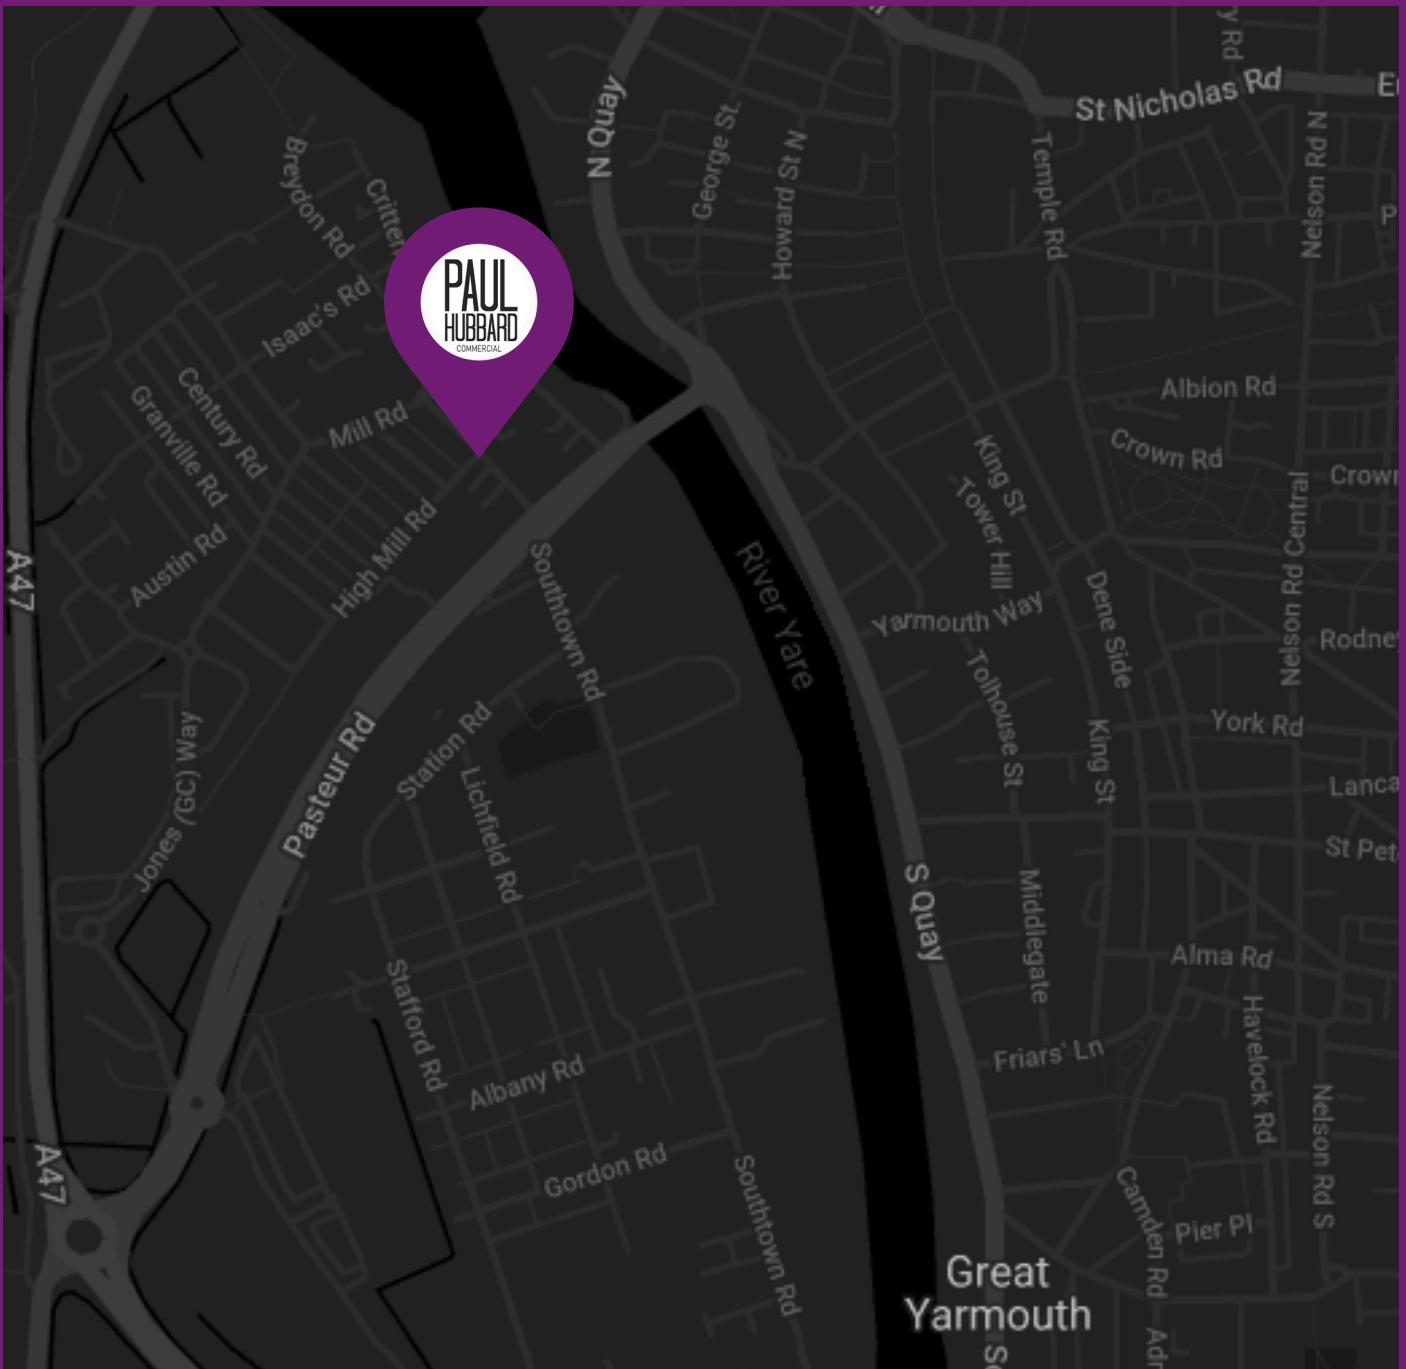 St Nicholas Rd
N Quay
George St.
Howard St N
Temple Rd
Nelson Rd N
Breydon Rd
Isaac's Rd
PAUL
HUBBARD
COMMERCIAL
Century Rd
Granville Rd
Mill Rd
Albion Rd
Crown Rd
King St
Tower Hill
High Mill Rd
Austin Rd
A47
Southtown Rd
River Yare
Yarmouth Way
Dene Side
Nelson Rd Central
Tolhouse St
York Rd
King St
Station Rd
Pasteur Rd
Jones (GC) Way
Lichfield Rd
S Quay
Middlegate
Alma Rd
Stafford Rd
Havelock Rd
Friars' Ln
Albany Rd
Nelson Rd S
A47
Gordon Rd
Southtown Rd
Camden Rd
Pier Pl
Great
Yarmouth